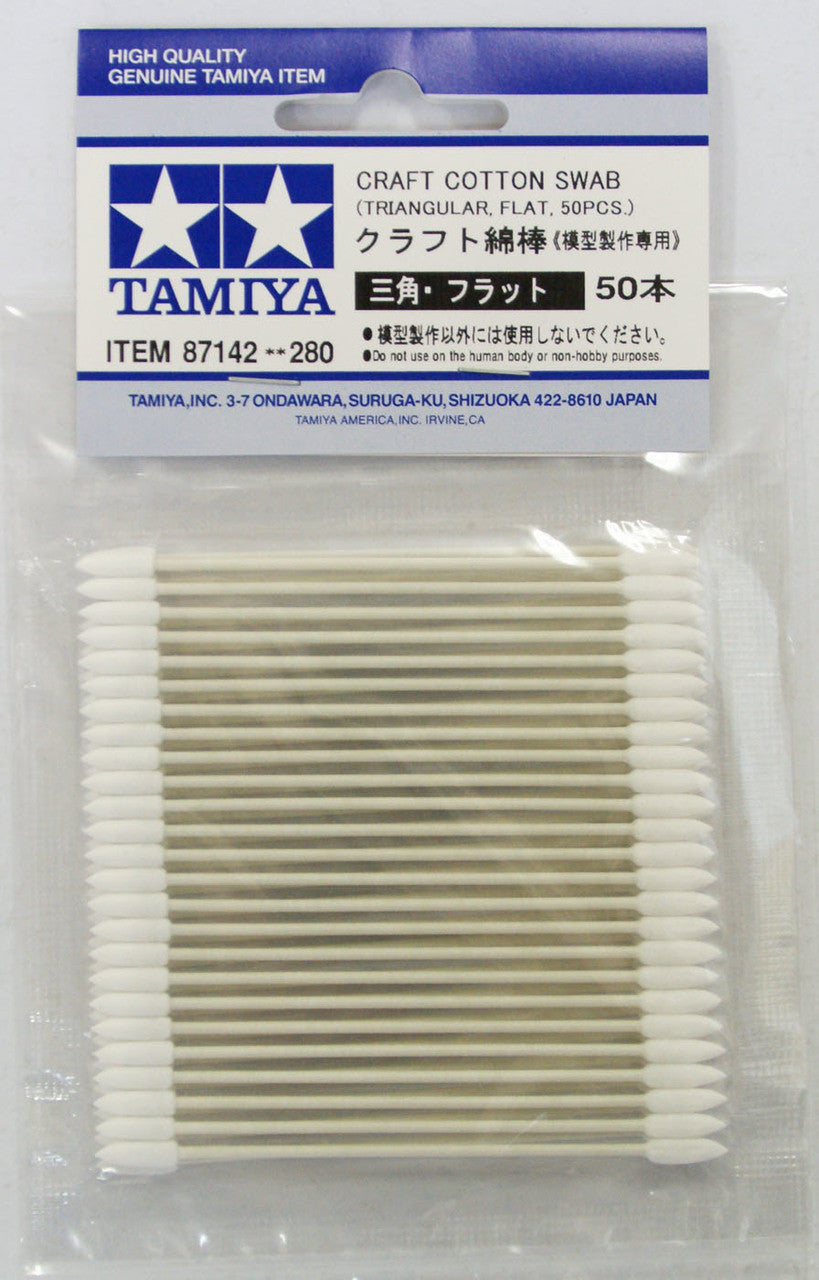 HIGH QUALITY
GENUINE TAMIYA ITEM
TAMIYA
ITEM 87142 **280
CRAFT COTTON SWAB
(TRIANGULAR, FLAT, 50PCS.)
クラフト綿棒《模型製作専用》
三角・フラット 50本
●模型製作以外には使用しないでください。
●Do not use on the human body or non-hobby purposes.
TAMIYA,INC. 3-7 ONDAWARA,SURUGA-KU,SHIZUOKA 422-8610 JAPAN
TAMIYA AMERICA,INC. IRVINE,CA